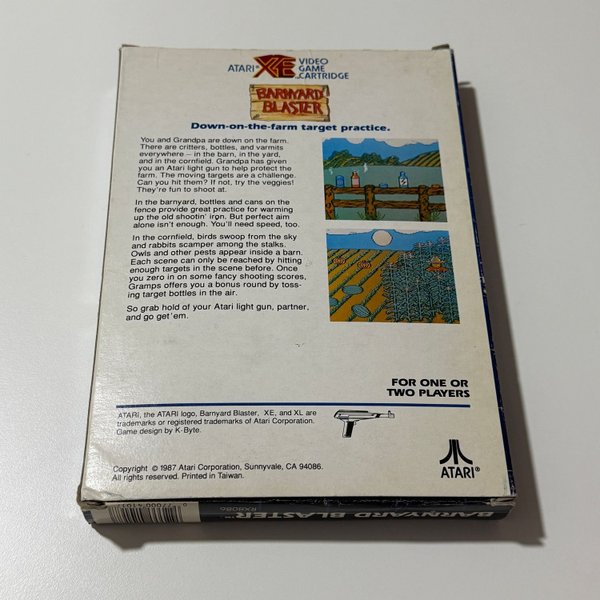 ATARI® XE VIDEO
GAME
CARTRIDGE
BARNYARD
BLASTER
Down-on-the-farm target practice.
You and Grandpa are down on the farm.
There are critters, bottles, and varmits
everywhere – in the barn, in the yard,
and in the cornfield. Grandpa has given
you an Atari light gun to help protect the
farm. The moving targets are a challenge.
Can you hit them? If not, try the veggies!
They're fun to shoot at.
In the barnyard, bottles and cans on the
fence provide great practice for warming
up the old shootin' iron. But perfect aim
alone isn't enough. You'll need speed, too.
In the cornfield, birds swoop from the sky
and rabbits scamper among the stalks.
Owls and other pests appear inside a barn.
Each scene can only be reached by hitting
enough targets in the scene before. Once
you zero in on some fancy shooting scores,
Gramps offers you a bonus round by toss-
ing target bottles in the air.
So grab hold of your Atari light gun, partner,
and go get 'em.
FOR ONE OR
TWO PLAYERS
ATARI, the ATARI logo, Barnyard Blaster, XE, and XL are
trademarks or registered trademarks of Atari Corporation.
Game design by K-Byte.
Copyright © 1987 Atari Corporation, Sunnyvale, CA 94086.
All rights reserved. Printed in Taiwan.
ATARI®
BARNYARD BLASTER™
RX8086